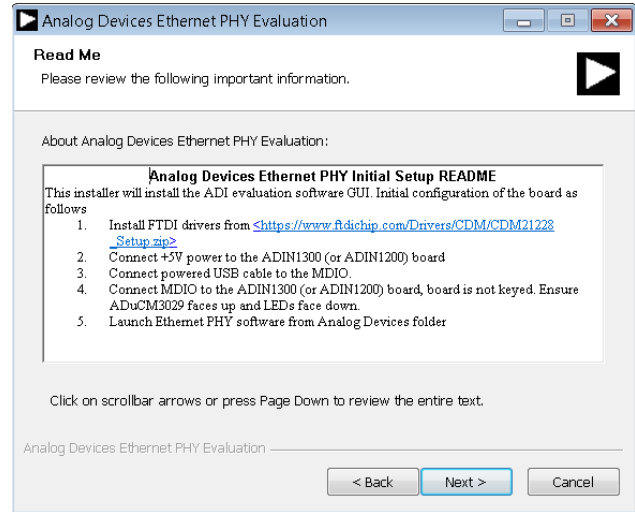 Analog Devices Ethernet PHY Evaluation
Read Me
Please review the following important information.
About Analog Devices Ethernet PHY Evaluation:
Analog Devices Ethernet PHY Initial Setup README
This installer will install the ADI evaluation software GUI. Initial configuration of the board as
follows
1. Install FTDI drivers from <https://www.ftdichip.com/Drivers/CDM/CDM21228
_Setup.zip>
2. Connect +5V power to the ADIN1300 (or ADIN1200) board
3. Connect powered USB cable to the MDIO.
4. Connect MDIO to the ADIN1300 (or ADIN1200) board, board is not keyed. Ensure
ADuCM3029 faces up and LEDs face down.
5. Launch Ethernet PHY software from Analog Devices folder
Click on scrollbar arrows or press Page Down to review the entire text.
Analog Devices Ethernet PHY Evaluation
< Back Next > Cancel